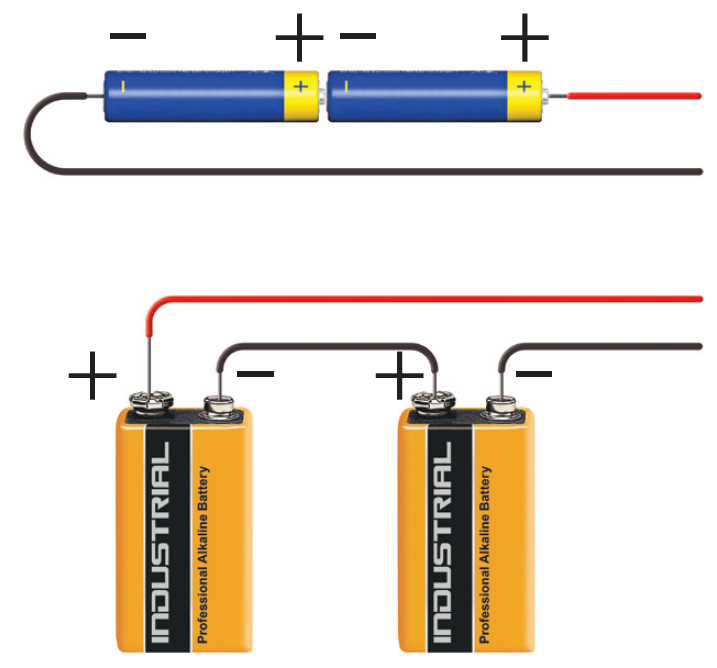 − + − +
- + - +
+ − + −
INDUSTRIAL
Professional Alkaline Battery
INDUSTRIAL
Professional Alkaline Battery